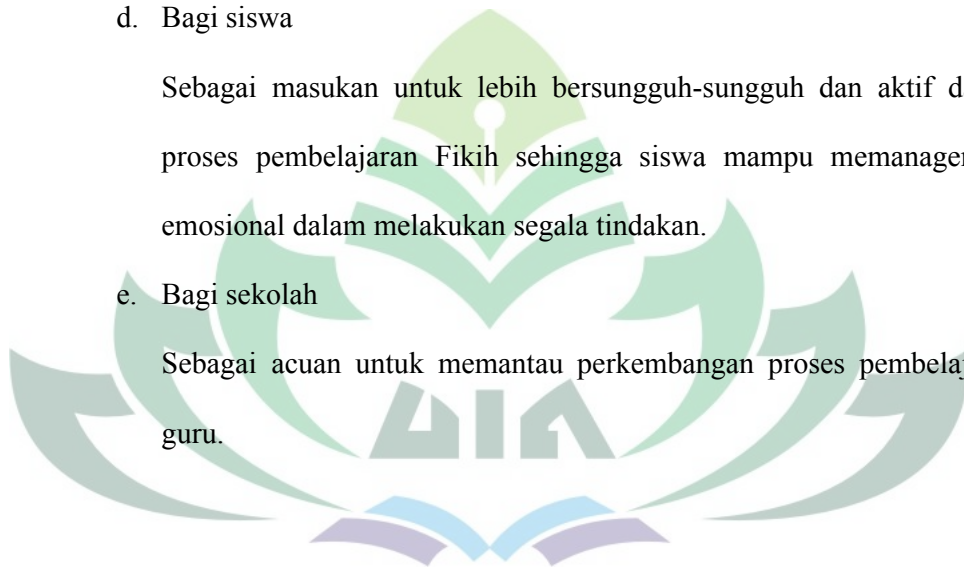 d. Bagi siswa
Sebagai masukan untuk lebih bersungguh-sungguh dan aktif
proses pembelajaran Fikih sehingga siswa mampu
emosional dalam melakukan segala tindakan.
e. Bagi sekolah
Sebagai acuan untuk memantau perkembangan proses
guru.
UIN